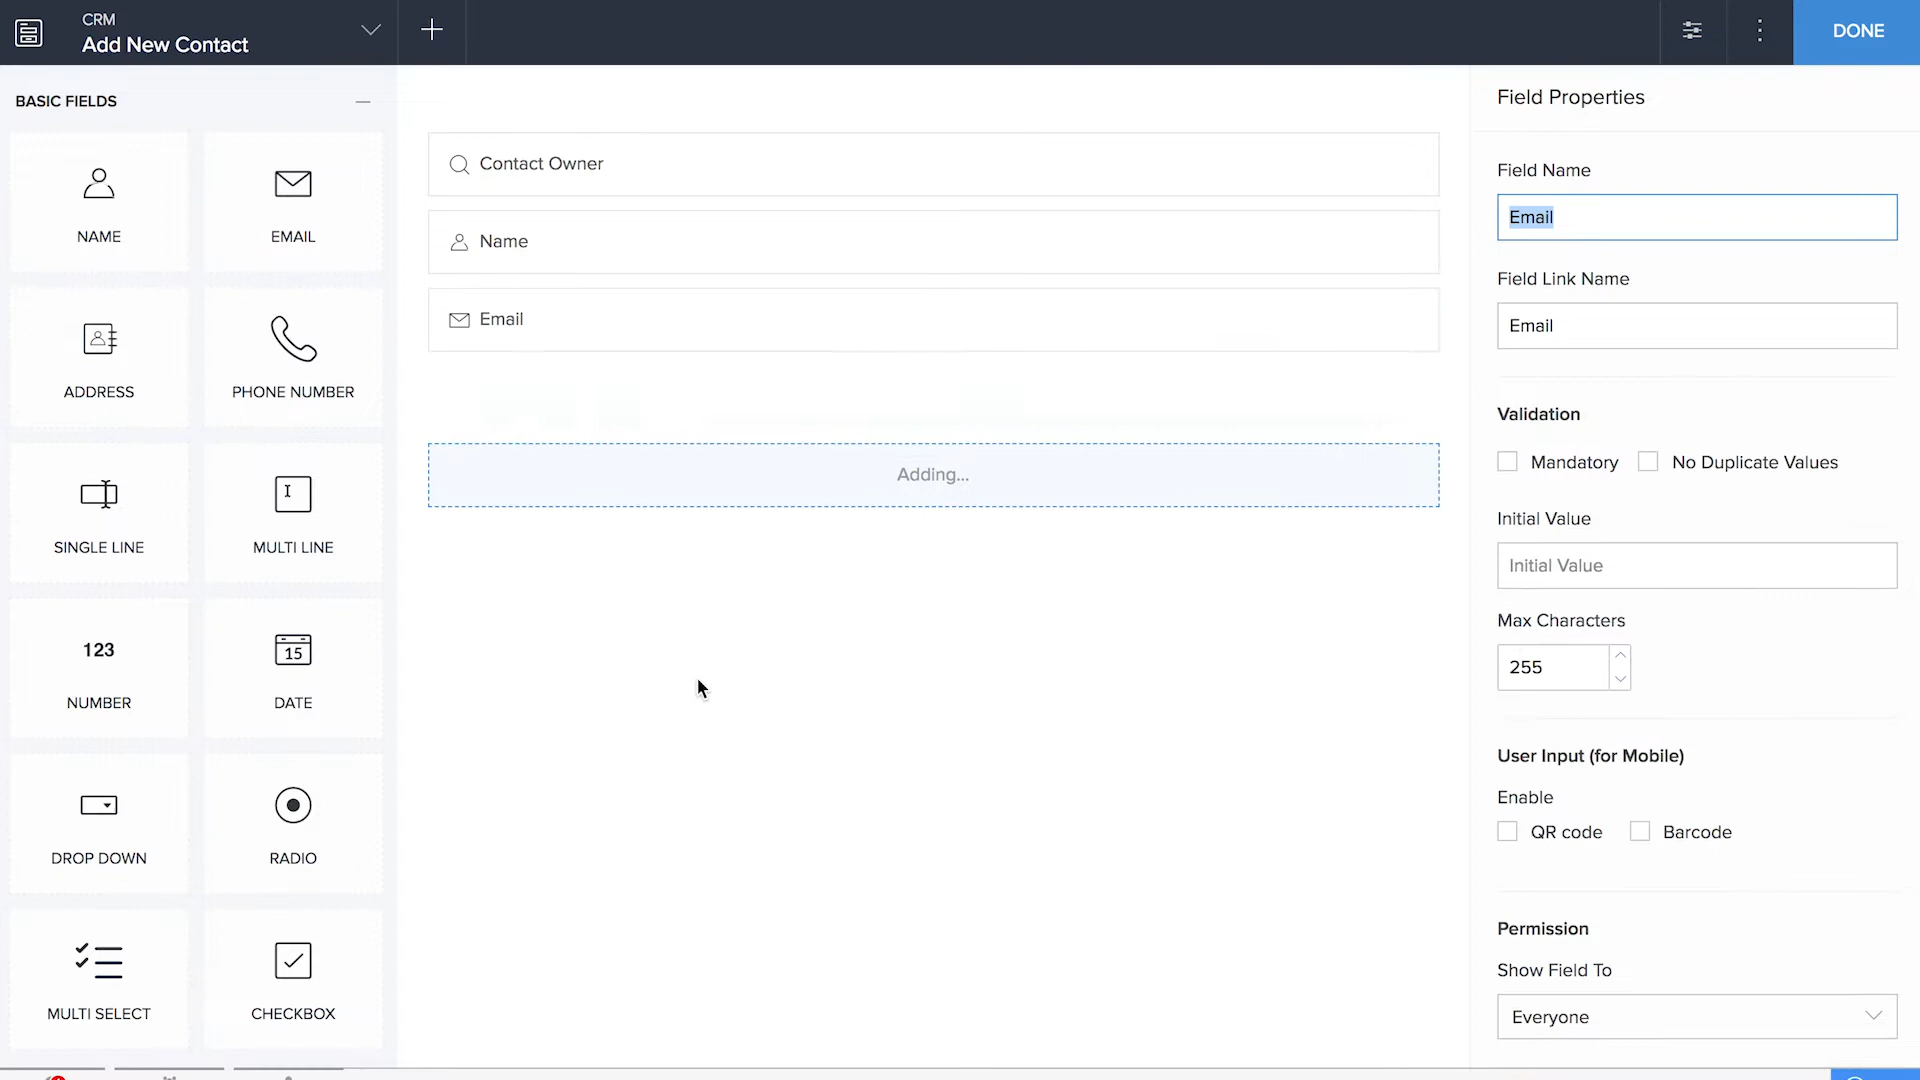 CRM
Add New Contact
DONE
BASIC FIELDS
NAME
EMAIL
ADDRESS
PHONE NUMBER
SINGLE LINE
MULTI LINE
123
NUMBER
15
DATE
DROP DOWN
RADIO
MULTI SELECT
CHECKBOX
Contact Owner
Name
Email
Adding...
Field Properties
Field Name
Email
Field Link Name
Email
Validation
Mandatory
No Duplicate Values
Initial Value
Initial Value
Max Characters
255
User Input (for Mobile)
Enable
QR code
Barcode
Permission
Show Field To
Everyone